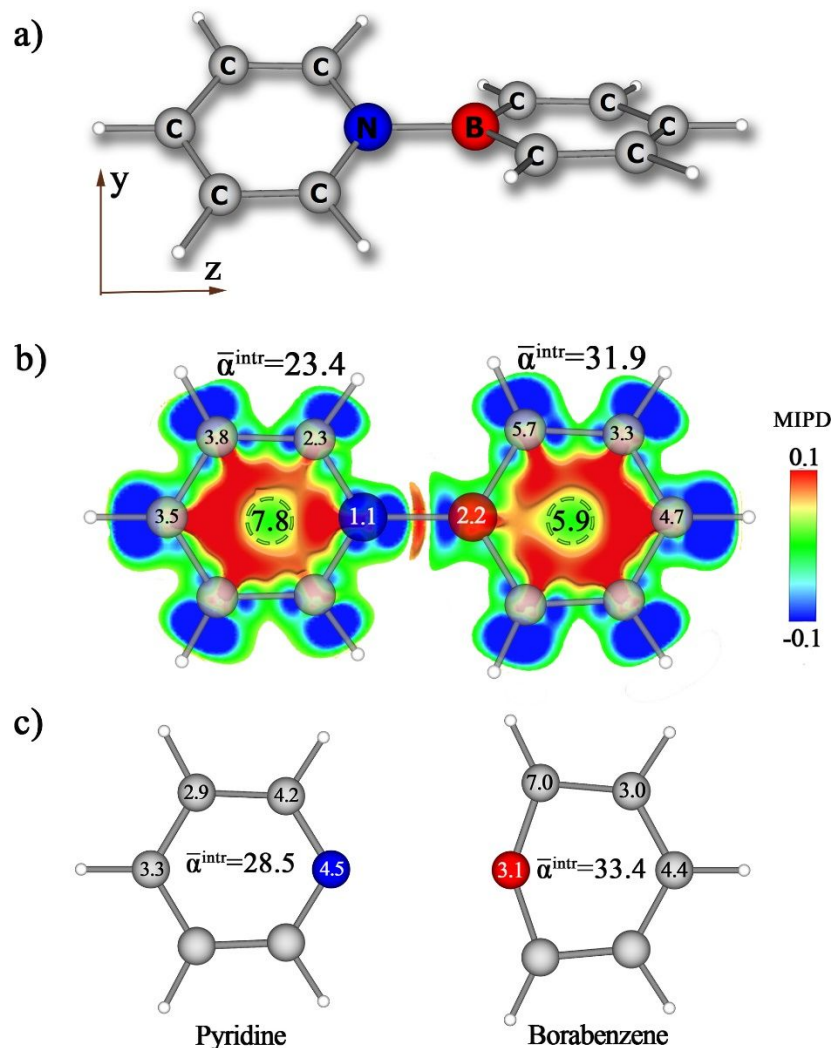 a)
C C
C N B C C C
C C C C
y
z
b)
ᾱ^intr=23.4 ᾱ^intr=31.9
MIPD
0.1
-0.1
3.8 2.3 5.7 3.3
3.5 7.8 1.1 2.2 5.9 4.7
c)
2.9 4.2 7.0 3.0
3.3 ᾱ^intr=28.5 4.5 3.1 ᾱ^intr=33.4 4.4
Pyridine Borabenzene